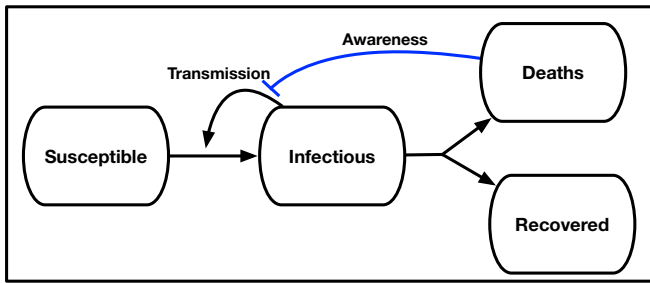 Awareness
Transmission
Deaths
Susceptible
Infectious
Recovered